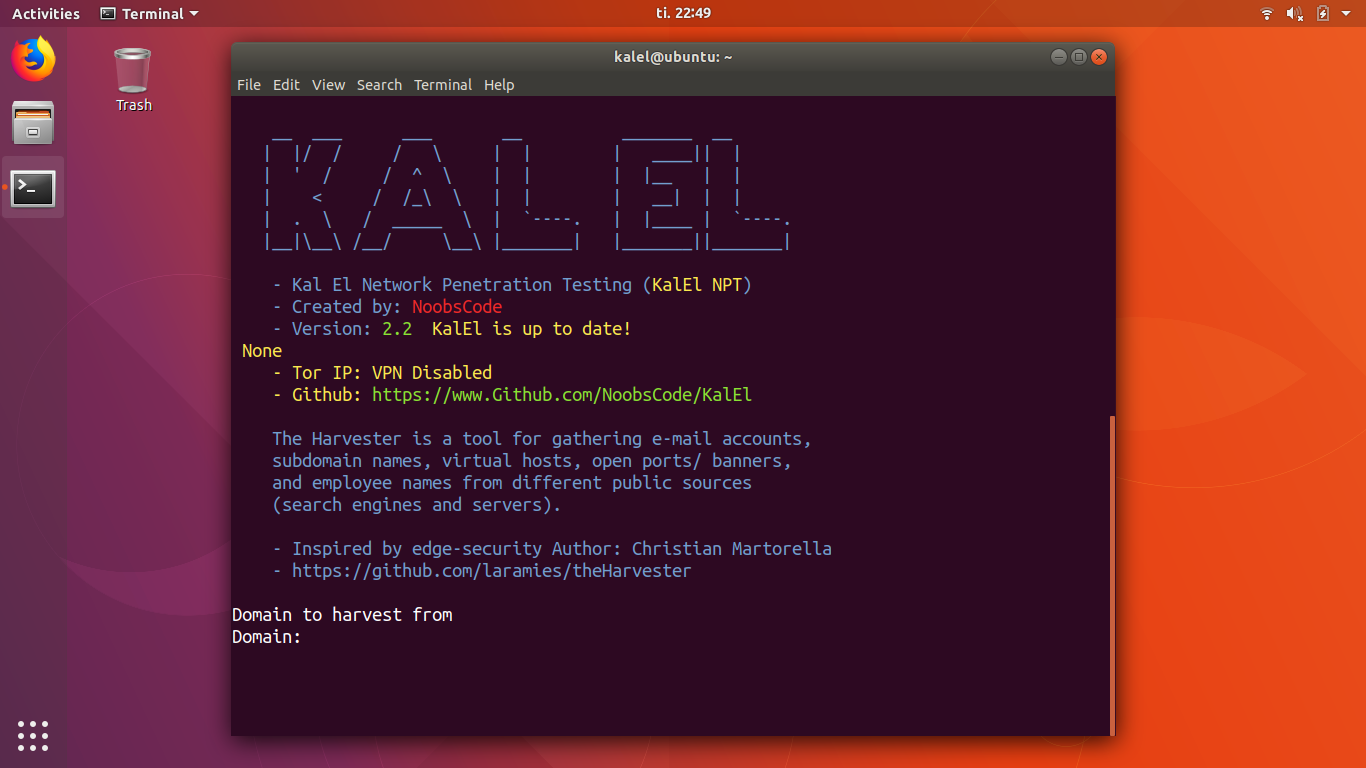 Activities Terminal ti. 22:49
Trash
kalel@ubuntu: ~
File Edit View Search Terminal Help
KAL EL
- Kal El Network Penetration Testing (KalEl NPT)
- Created by: NoobsCode
- Version: 2.2 KalEl is up to date!
None
- Tor IP: VPN Disabled
- Github: https://www.Github.com/NoobsCode/KalEl
The Harvester is a tool for gathering e-mail accounts,
subdomain names, virtual hosts, open ports/ banners,
and employee names from different public sources
(search engines and servers).
- Inspired by edge-security Author: Christian Martorella
- https://github.com/laramies/theHarvester
Domain to harvest from
Domain: